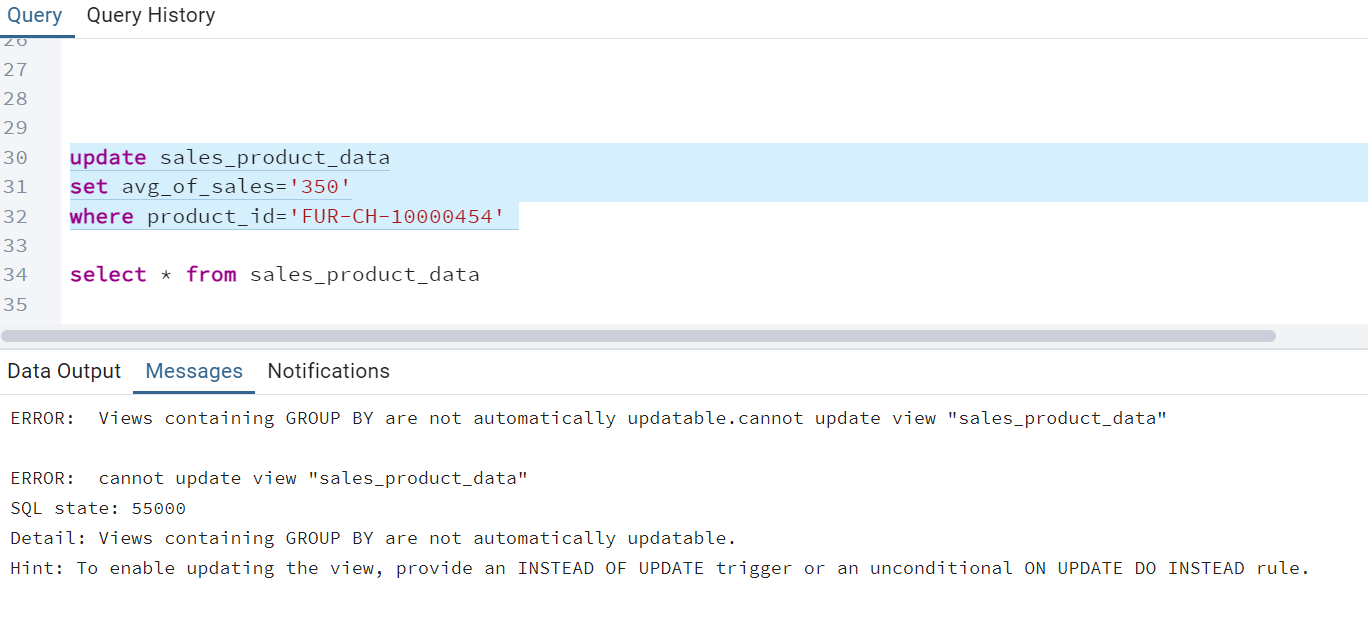 Query Query History
26
27
28
29
30 update sales_product_data
31 set avg_of_sales='350'
32 where product_id='FUR-CH-10000454'
33
34 select * from sales_product_data
35
Data Output Messages Notifications
ERROR:  Views containing GROUP BY are not automatically updatable.cannot update view "sales_product_data"
ERROR:  cannot update view "sales_product_data"
SQL state: 55000
Detail: Views containing GROUP BY are not automatically updatable.
Hint: To enable updating the view, provide an INSTEAD OF UPDATE trigger or an unconditional ON UPDATE DO INSTEAD rule.